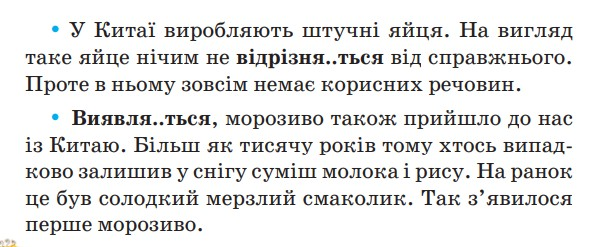 • У Китаї виробляють штучні яйця. На вигляд
таке яйце нічим не відрізня..ться від справжнього.
Проте в ньому зовсім немає корисних речовин.
• Виявля..ться, морозиво також прийшло до нас
із Китаю. Більш як тисячу років тому хтось випад-
ково залишив у снігу суміш молока і рису. На ранок
це був солодкий мерзлий смаколик. Так з’явилося
перше морозиво.